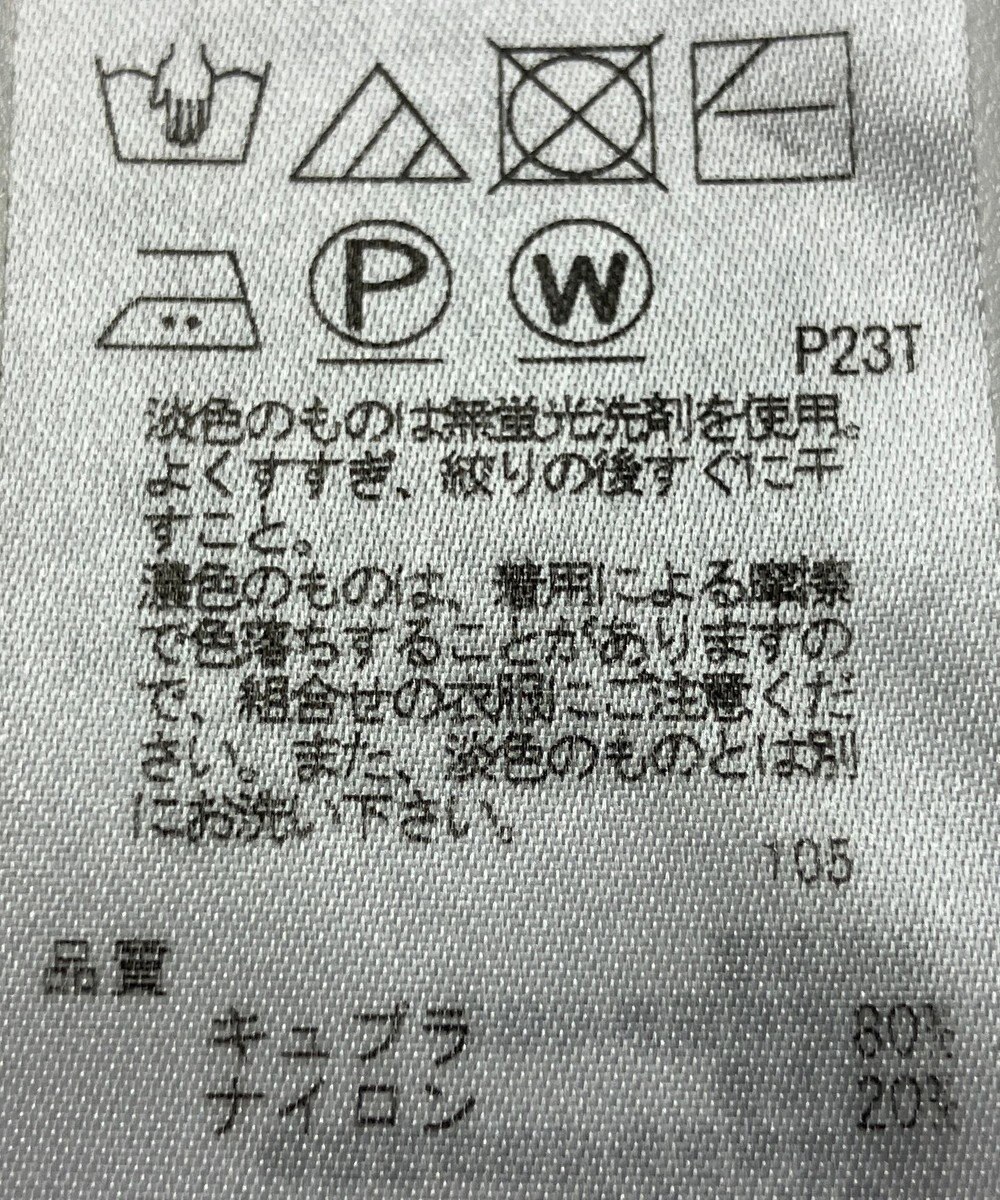 P
W
P23T
淡色のものは無蛍光洗剤を使用。
よくすすぎ、絞りの後すぐに干
すこと。
濃色のものは、着用による摩擦
で色落ちすることがありますの
で、組合せの衣服にご注意くだ
さい。また、淡色のものとは別
にお洗い下さい。
105
品質
キュプラ 80%
ナイロン 20%